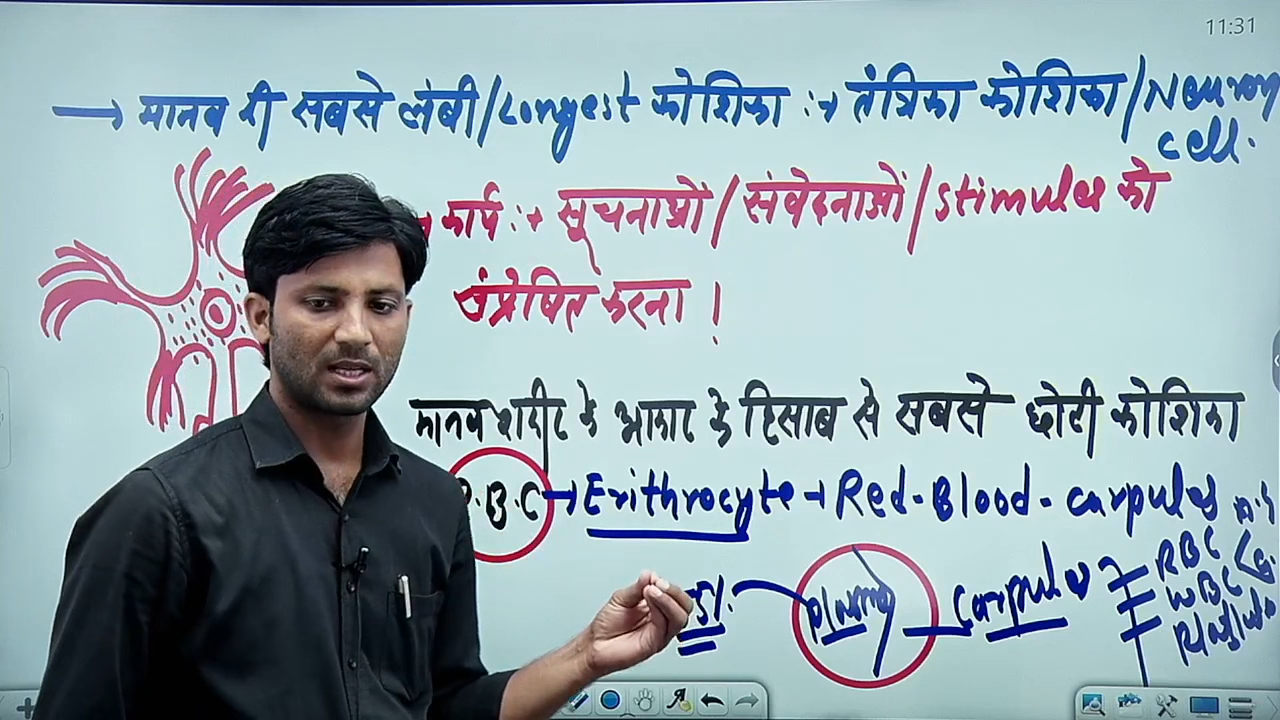 11:31
→ मानव की सबसे लंबी/Longest कोशिका :→ तंत्रिका कोशिका/Neuron
cell.
कार्य :→ सूचनाओं/संवेदनाओं/stimules को
संप्रेषित करना !
मानव शरीर के आकार के हिसाब से सबसे छोटी कोशिका
R.B.C → Erithrocyte → Red-Blood-carpules
Plasma Carpules RBC
WBC